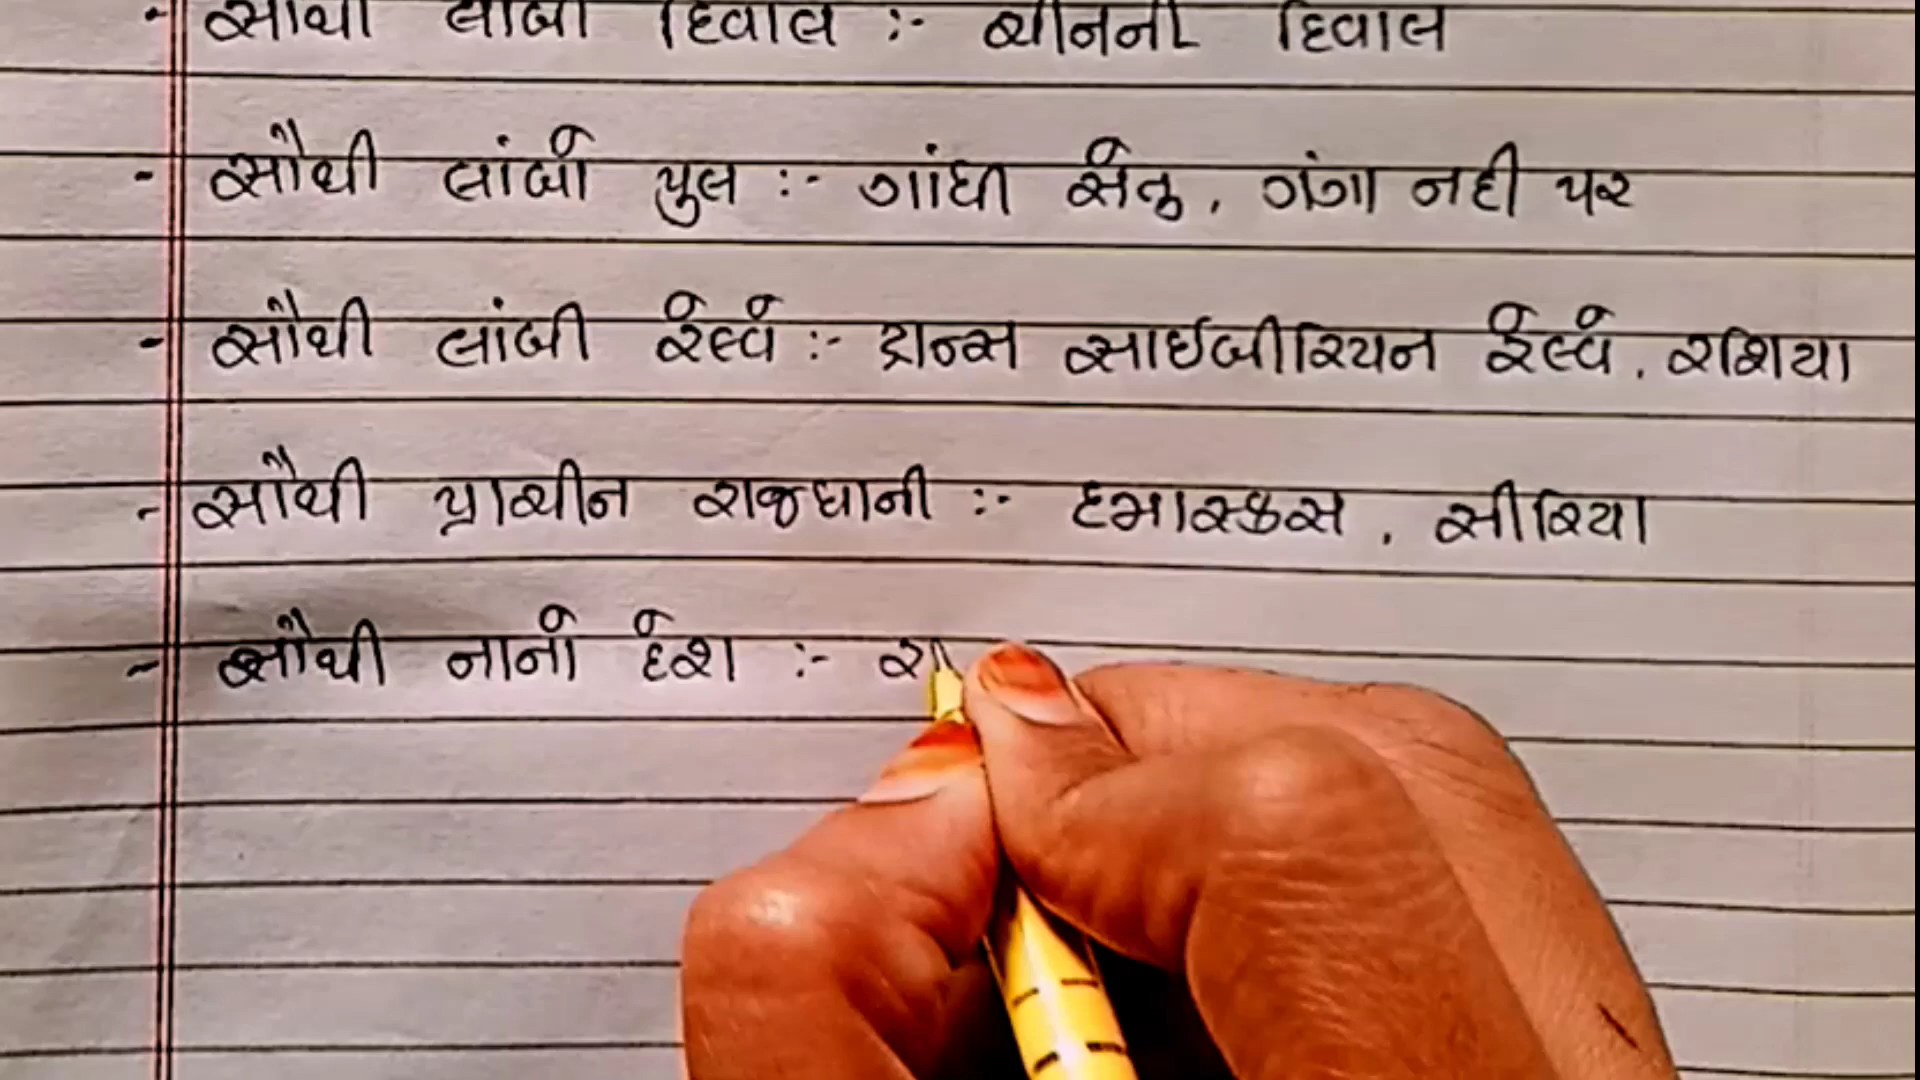 - સૌથી લાંબી દિવાલ :- ચીનની દિવાલ
- સૌથી લાંબો પુલ :- ગાંધી સેતુ, ગંગા નદી પર
- સૌથી લાંબી રેલ્વે :- ટ્રાન્સ સાઈબીરિયન રેલ્વે, રશિયા
- સૌથી પ્રાચીન રાજધાની :- દમાસ્કસ, સીરિયા
- સૌથી નાનો દેશ :-